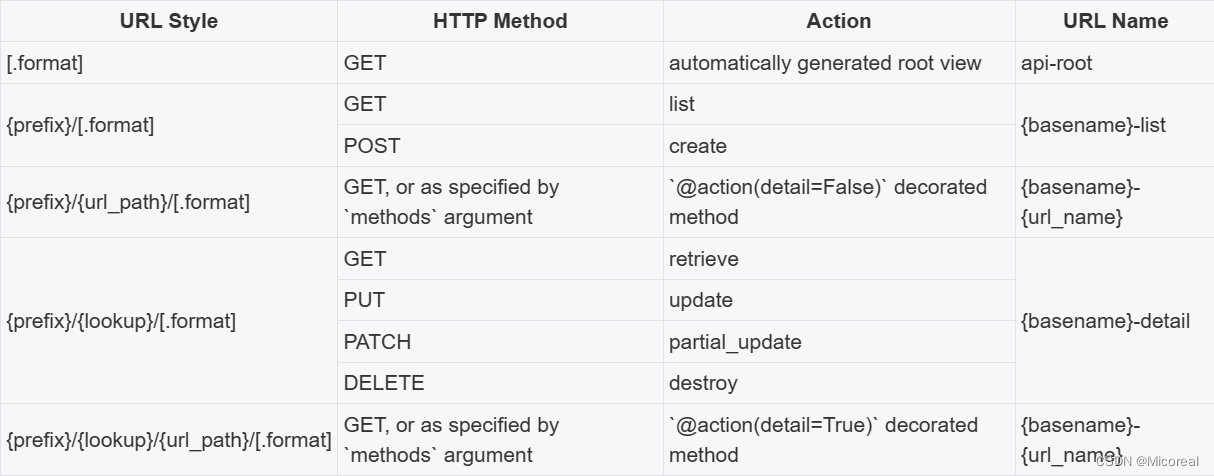 URL Style HTTP Method Action URL Name
[.format] GET automatically generated root view api-root
{prefix}/[.format] GET list {basename}-list
POST create
{prefix}/{url_path}/[.format] GET, or as specified by `methods` argument `@action(detail=False)` decorated method {basename}-{url_name}
{prefix}/{lookup}/[.format] GET retrieve {basename}-detail
PUT update
PATCH partial_update
DELETE destroy
{prefix}/{lookup}/{url_path}/[.format] GET, or as specified by `methods` argument `@action(detail=True)` decorated method {basename}-{url_name}
CSDN @Micoreal